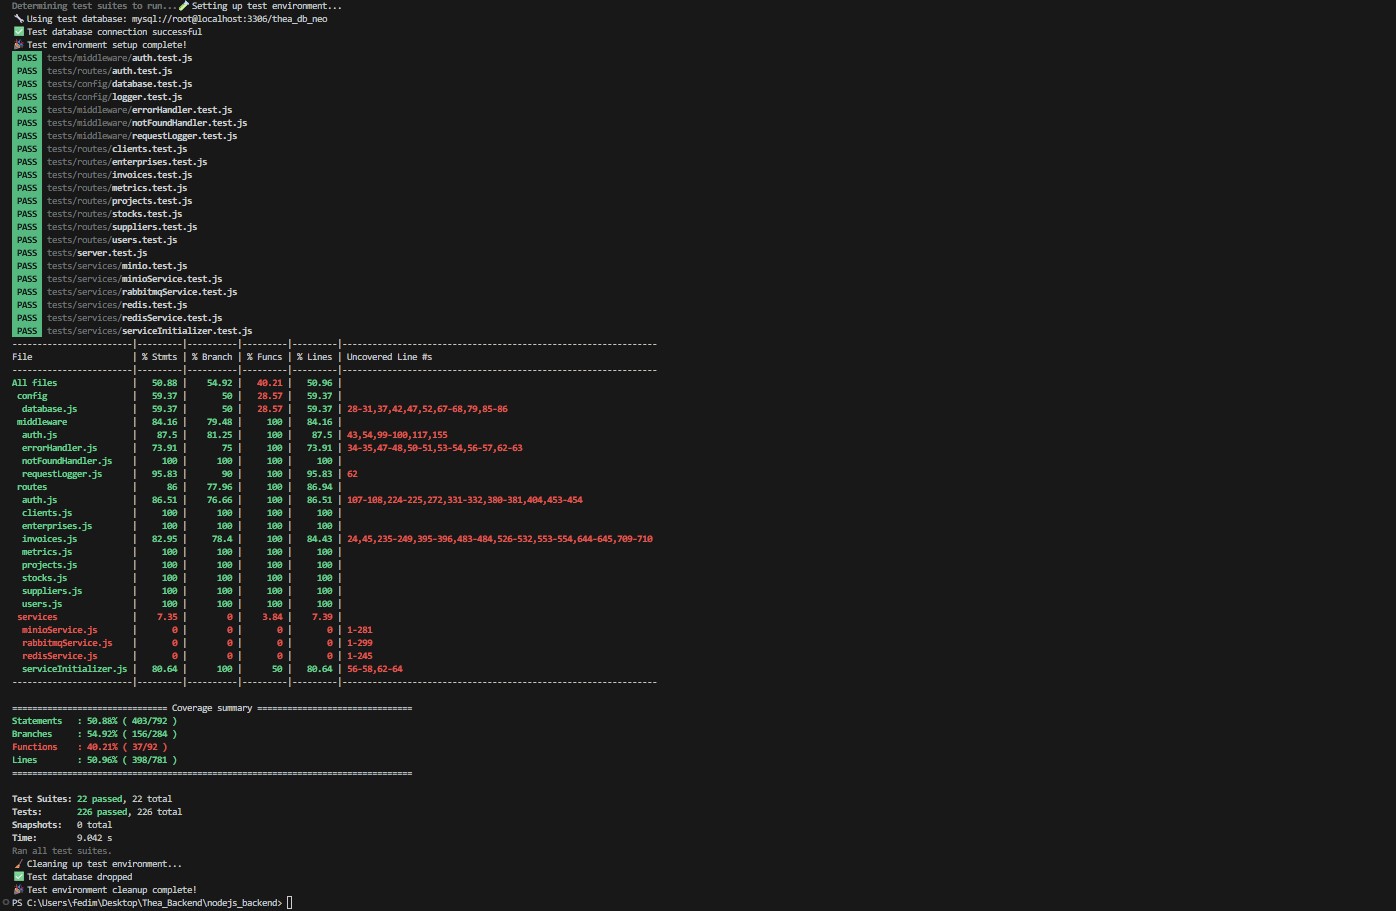 Determining test suites to run...🧪 Setting up test environment...
🔧 Using test database: mysql://root@localhost:3306/thea_db_neo
✅ Test database connection successful
🎉 Test environment setup complete!
PASS tests/middleware/auth.test.js
PASS tests/routes/auth.test.js
PASS tests/config/database.test.js
PASS tests/config/logger.test.js
PASS tests/middleware/errorHandler.test.js
PASS tests/middleware/notFoundHandler.test.js
PASS tests/middleware/requestLogger.test.js
PASS tests/routes/clients.test.js
PASS tests/routes/enterprises.test.js
PASS tests/routes/invoices.test.js
PASS tests/routes/metrics.test.js
PASS tests/routes/projects.test.js
PASS tests/routes/stocks.test.js
PASS tests/routes/suppliers.test.js
PASS tests/routes/users.test.js
PASS tests/server.test.js
PASS tests/services/minio.test.js
PASS tests/services/minioService.test.js
PASS tests/services/rabbitmqService.test.js
PASS tests/services/redis.test.js
PASS tests/services/redisService.test.js
PASS tests/services/serviceInitializer.test.js
------------------------|---------|----------|---------|---------|---------------------------------------------------------------
File                    | % Stmts | % Branch | % Funcs | % Lines | Uncovered Line #s
------------------------|---------|----------|---------|---------|---------------------------------------------------------------
All files               |   50.88 |    54.92 |   40.21 |   50.96 |
 config                 |   59.37 |       50 |   28.57 |   59.37 |
  database.js           |   59.37 |       50 |   28.57 |   59.37 | 28-31,37,42,47,52,67-68,79,85-86
 middleware             |   84.16 |    79.48 |     100 |   84.16 |
  auth.js               |    87.5 |    81.25 |     100 |    87.5 | 43,54,99-100,117,155
  errorHandler.js       |   73.91 |       75 |     100 |   73.91 | 34-35,47-48,50-51,53-54,56-57,62-63
  notFoundHandler.js    |     100 |      100 |     100 |     100 |
  requestLogger.js      |   95.83 |       90 |     100 |   95.83 | 62
 routes                 |      86 |    77.96 |     100 |   86.94 |
  auth.js               |   86.51 |    76.66 |     100 |   86.51 | 107-108,224-225,272,331-332,380-381,404,453-454
  clients.js            |     100 |      100 |     100 |     100 |
  enterprises.js        |     100 |      100 |     100 |     100 |
  invoices.js           |   82.95 |     78.4 |     100 |   84.43 | 24,45,235-249,395-396,483-484,526-532,553-554,644-645,709-710
  metrics.js            |     100 |      100 |     100 |     100 |
  projects.js           |     100 |      100 |     100 |     100 |
  stocks.js             |     100 |      100 |     100 |     100 |
  suppliers.js          |     100 |      100 |     100 |     100 |
  users.js              |     100 |      100 |     100 |     100 |
 services               |    7.35 |        0 |    3.84 |    7.39 |
  minioService.js       |       0 |        0 |       0 |       0 | 1-281
  rabbitmqService.js    |       0 |        0 |       0 |       0 | 1-299
  redisService.js       |       0 |        0 |       0 |       0 | 1-245
  serviceInitializer.js |   80.64 |      100 |      50 |   80.64 | 56-58,62-64
------------------------|---------|----------|---------|---------|---------------------------------------------------------------
=============================== Coverage summary ===============================
Statements   : 50.88% ( 403/792 )
Branches     : 54.92% ( 156/284 )
Functions    : 40.21% ( 37/92 )
Lines        : 50.96% ( 398/781 )
================================================================================
Test Suites: 22 passed, 22 total
Tests:       226 passed, 226 total
Snapshots:   0 total
Time:        9.042 s
Ran all test suites.
🧹 Cleaning up test environment...
✅ Test database dropped
🎉 Test environment cleanup complete!
PS C:\Users\fedim\Desktop\Thea_Backend\nodejs_backend>